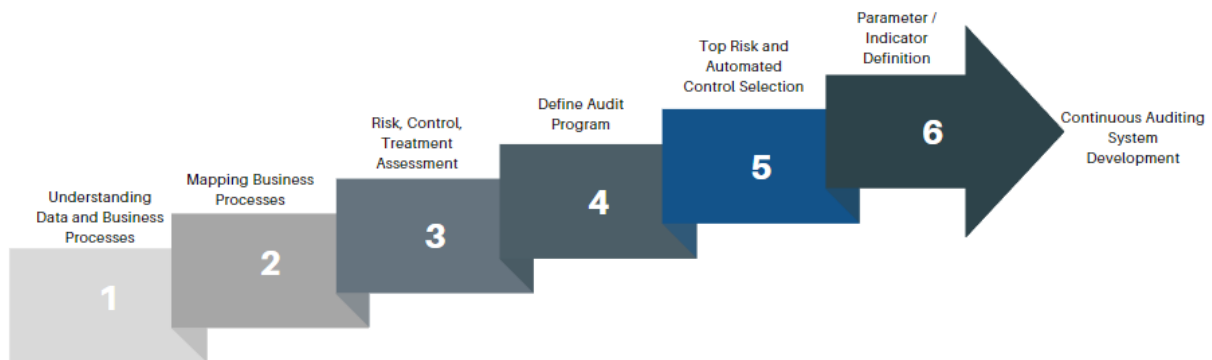 Understanding
Data and Business
Processes
1
Mapping Business
Processes
2
Risk, Control,
Treatment
Assessment
3
Define Audit
Program
4
Top Risk and
Automated
Control Selection
5
Parameter /
Indicator
Definition
6
Continuous Auditing
System
Development